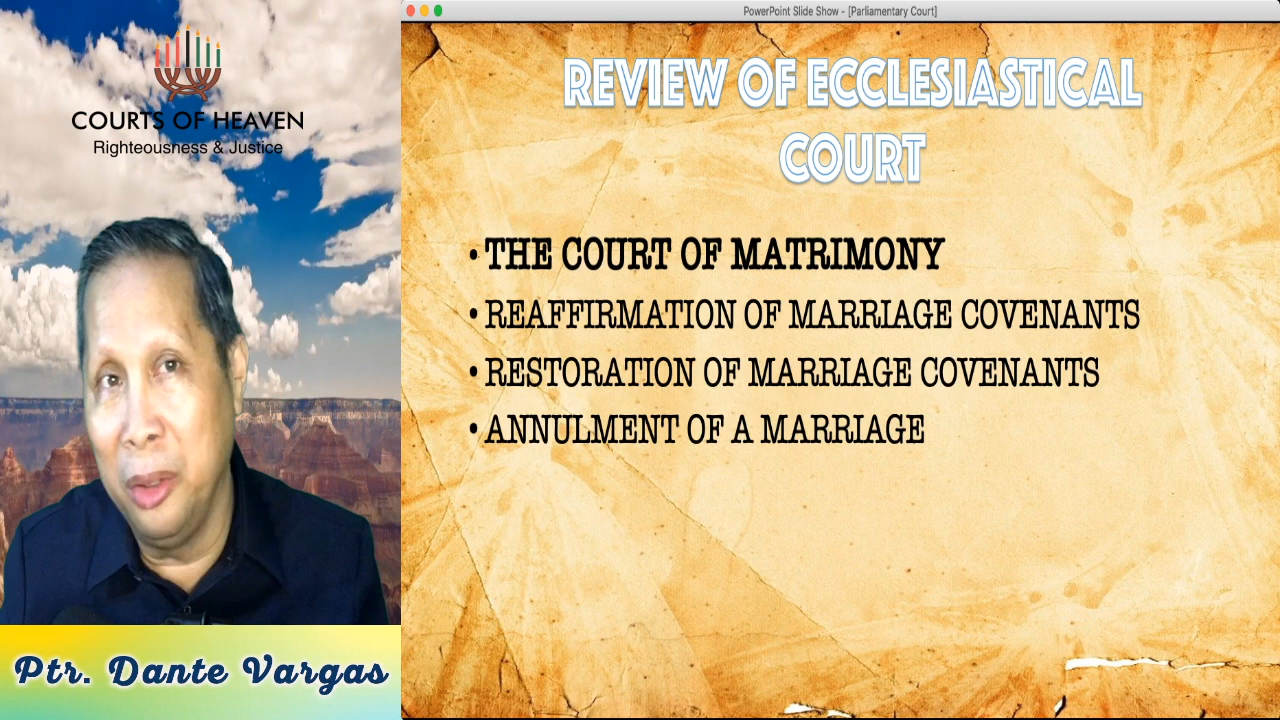 COURTS OF HEAVEN
Righteousness & Justice
Ptr. Dante Vargas
PowerPoint Slide Show - [Parliamentary Court]
REVIEW OF ECCLESIASTICAL
COURT
• THE COURT OF MATRIMONY
• REAFFIRMATION OF MARRIAGE COVENANTS
• RESTORATION OF MARRIAGE COVENANTS
• ANNULMENT OF A MARRIAGE